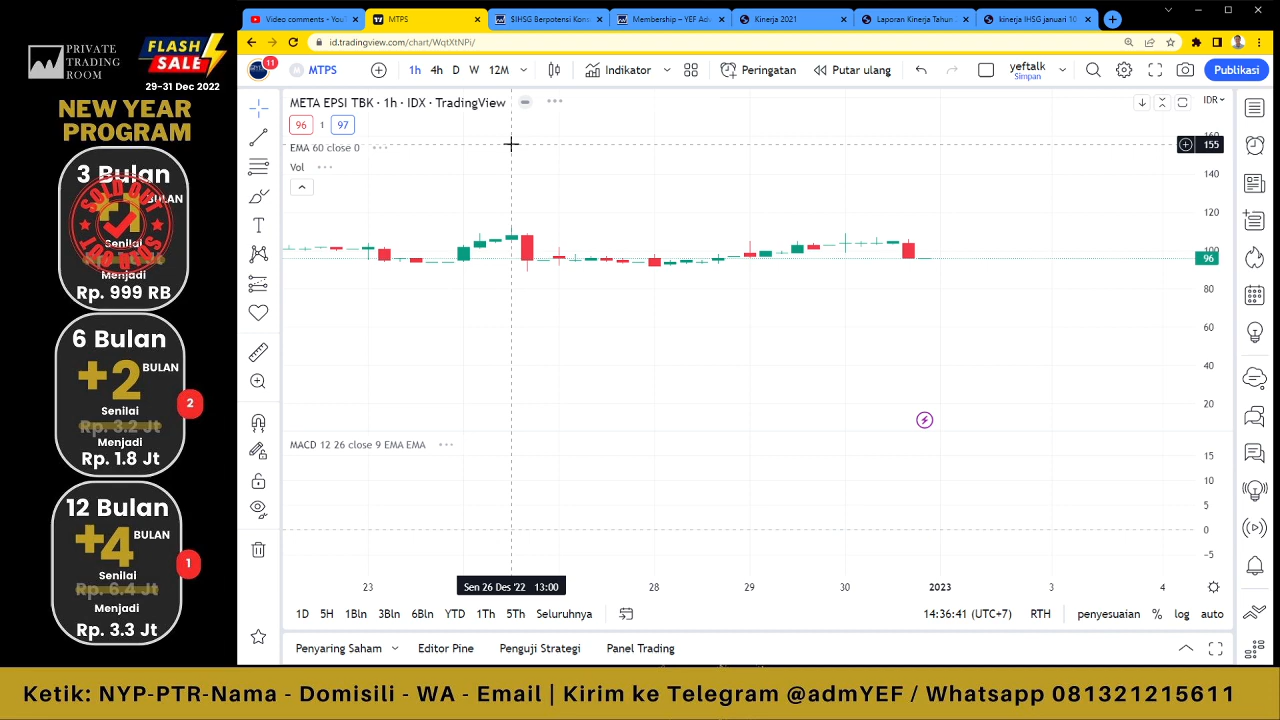 PRIVATE
TRADING
ROOM
FLASH
SALE
29-31 Dec 2022
NEW YEAR
PROGRAM
3 Bulan
BULAN
SOLD OUT
SOLD OUT
Senilai
Menjadi
Rp. 999 RB
6 Bulan
+2 BULAN
2
Senilai
Rp. 3.2 Jt
Menjadi
Rp. 1.8 Jt
12 Bulan
+4 BULAN
1
Senilai
Rp. 6.4 Jt
Menjadi
Rp. 3.3 Jt
Video comments - You MTPS $IHSG Berpotensi Kons Membership – YEF Adv Kinerja 2021 Laporan Kinerja Tahun kinerja IHSG januari 10
id.tradingview.com/chart/WqtXtNPi/
11 MTPS 1h 4h D W 12M Indikator Peringatan Putar ulang yeftalk Simpan Publikasi
META EPSI TBK · 1h · IDX · TradingView
IDR
96 1 97
EMA 60 close 0
Vol
160
155
140
120
100
96
80
60
40
20
MACD 12 26 close 9 EMA EMA
15
10
5
0
−5
23 Sen 26 Des '22 13:00 28 29 30 2023 3 4
1D 5H 1Bln 3Bln 6Bln YTD 1Th 5Th Seluruhnya 14:36:41 (UTC+7) RTH penyesuaian % log auto
Penyaring Saham Editor Pine Penguji Strategi Panel Trading
Ketik: NYP-PTR-Nama - Domisili - WA - Email | Kirim ke Telegram @admYEF / Whatsapp 081321215611